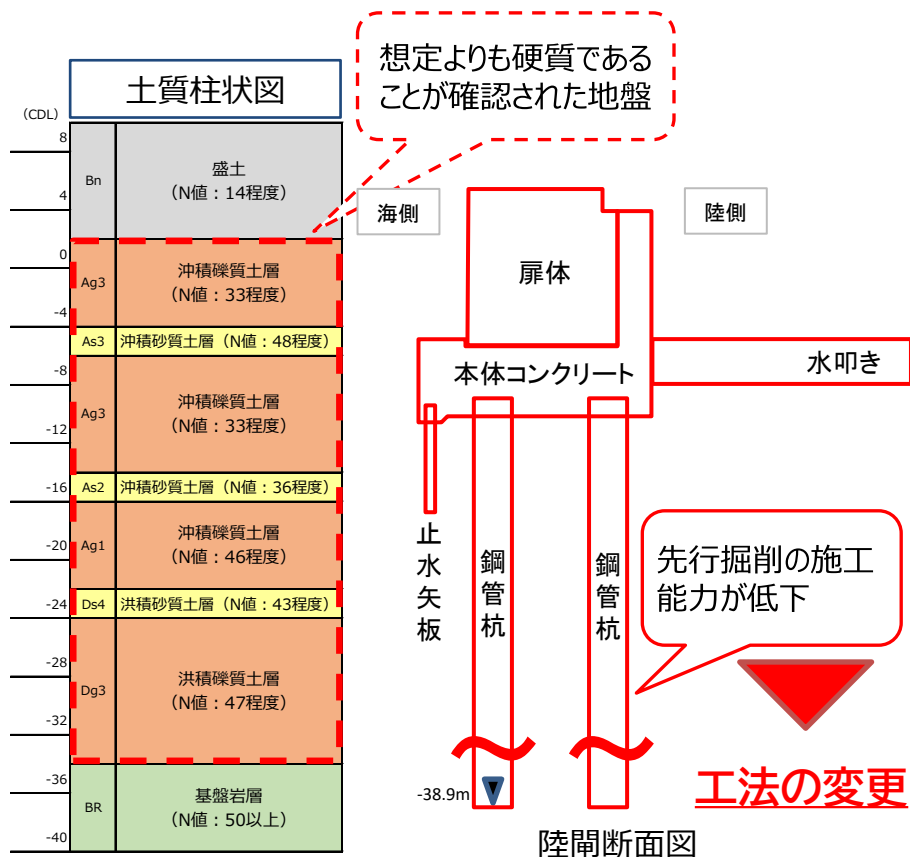 想定よりも硬質である
ことが確認された地盤
土質柱状図
(CDL)
8
4
0
-4
-8
-12
-16
-20
-24
-28
-32
-36
-40
Bn
盛土
（N値：14程度）
Ag3
沖積礫質土層
（N値：33程度）
As3
沖積砂質土層（N値：48程度）
Ag3
沖積礫質土層
（N値：33程度）
As2
沖積砂質土層（N値：36程度）
Ag1
沖積礫質土層
（N値：46程度）
Ds4
洪積砂質土層（N値：43程度）
Dg3
洪積礫質土層
（N値：47程度）
BR
基盤岩層
（N値：50以上）
海側
陸側
扉体
本体コンクリート
水叩き
止水矢板
鋼管杭
鋼管杭
先行掘削の施工
能力が低下
-38.9m
工法の変更
陸閘断面図